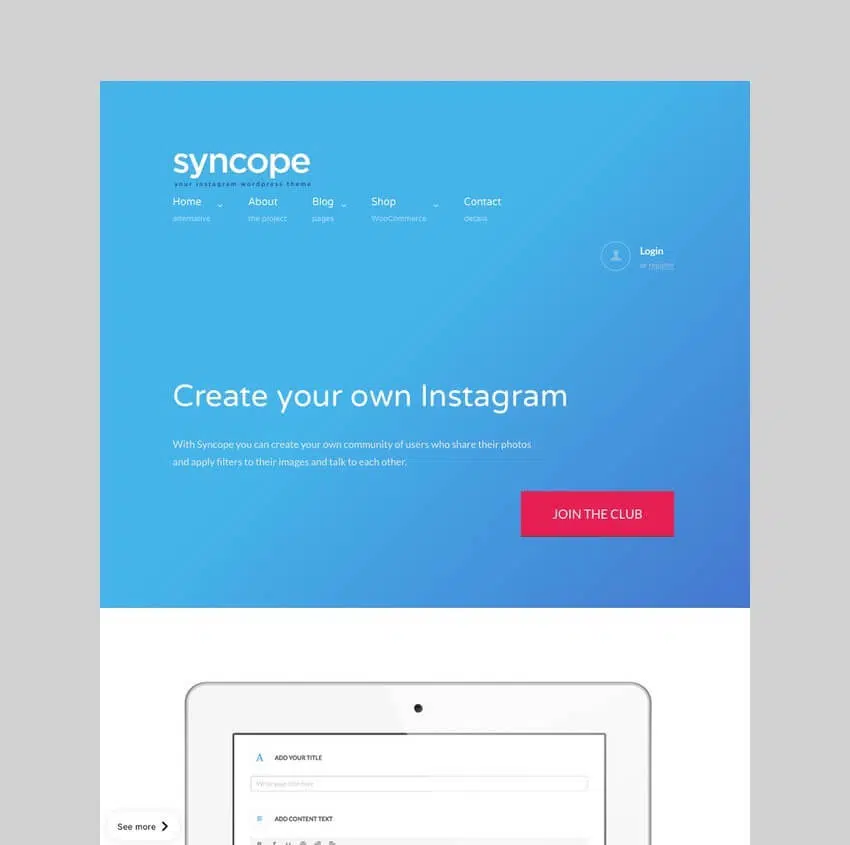 syncope
your instagram wordpress theme
Home About Blog Shop Contact
alternative the project pages WooCommerce details
Login
or register
Create your own Instagram
With Syncope you can create your own community of users who share their photos
and apply filters to their images and talk to each other.
JOIN THE CLUB
A ADD YOUR TITLE
Write your title here
ADD CONTENT TEXT
See more